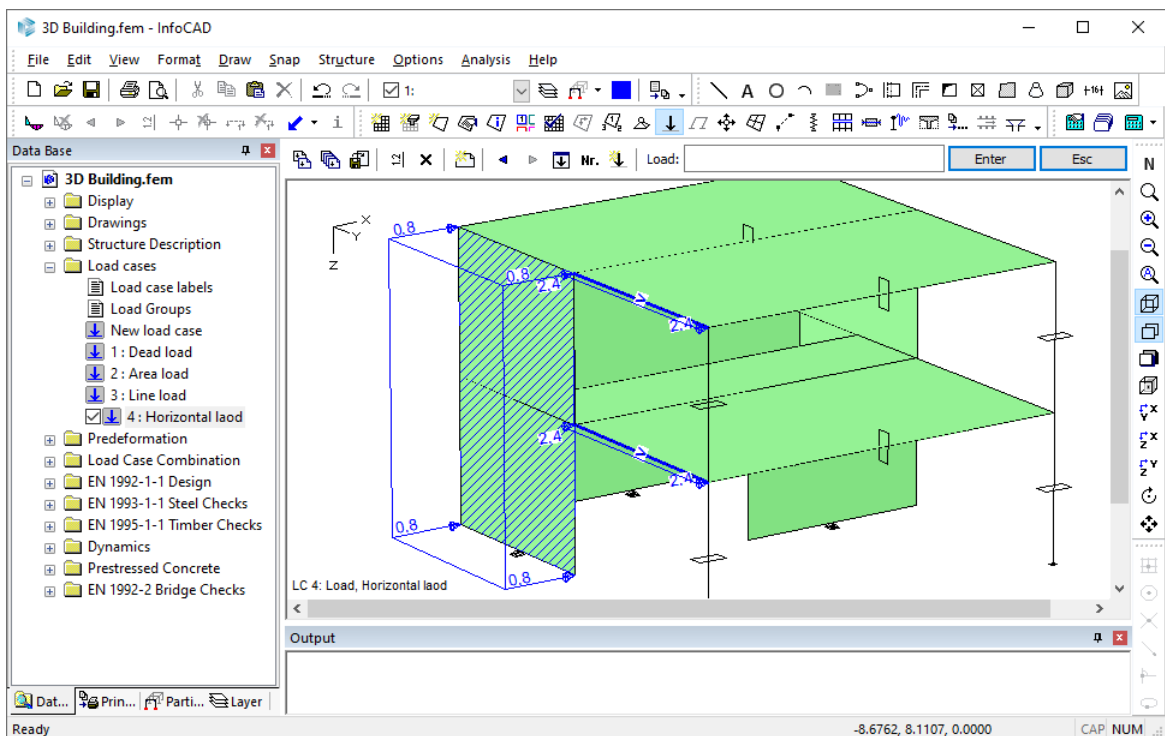 3D Building.fem - InfoCAD
File Edit View Format Draw Snap Structure Options Analysis Help
1:
A
+16+
i
Data Base
Nr. Load: Enter Esc
N
3D Building.fem
Display
Drawings
Structure Description
Load cases
Load case labels
Load Groups
New load case
1 : Dead load
2 : Area load
3 : Line load
4 : Horizontal laod
Predeformation
Load Case Combination
EN 1992-1-1 Design
EN 1993-1-1 Steel Checks
EN 1995-1-1 Timber Checks
Dynamics
Prestressed Concrete
EN 1992-2 Bridge Checks
X
Y
Z
0.8
0.8
2.4
2.4
2.4
2.4
0.8
0.8
LC 4: Load, Horizontal laod
X
Y
X
Z
Y
Z
Output
Dat... Prin... Parti... Layer
Ready -8.6762, 8.1107, 0.0000 CAP NUM